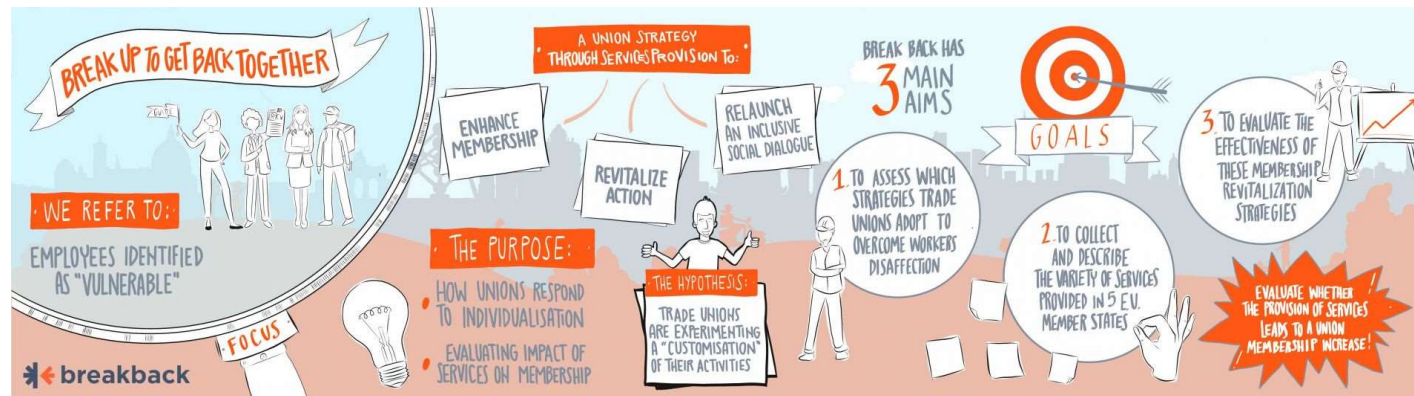 BREAK UP TO GET BACK TOGETHER
WE REFER TO:
EMPLOYEES IDENTIFIED
AS "VULNERABLE"
FOCUS
breakback
A UNION STRATEGY
THROUGH SERVICES PROVISION TO:
ENHANCE
MEMBERSHIP
REVITALIZE
ACTION
RELAUNCH
AN INCLUSIVE
SOCIAL DIALOGUE
THE PURPOSE:
HOW UNIONS RESPOND
TO INDIVIDUALISATION
EVALUATING IMPACT OF
SERVICES ON MEMBERSHIP
THE HYPOTHESIS:
TRADE UNIONS
ARE EXPERIMENTING
A "CUSTOMISATION"
OF THEIR ACTIVITIES
BREAK BACK HAS
3 MAIN
AIMS
GOALS
1. TO ASSESS WHICH
STRATEGIES TRADE
UNIONS ADOPT TO
OVERCOME WORKERS
DISAFFECTION
2. TO COLLECT
AND DESCRIBE
THE VARIETY OF SERVICES
PROVIDED IN 5 E.U.
MEMBER STATES
3. TO EVALUATE THE
EFFECTIVENESS OF
THESE MEMBERSHIP
REVITALIZATION
STRATEGIES
EVALUATE WHETHER
THE PROVISION OF SERVICES
LEADS TO A UNION
MEMBERSHIP INCREASE!